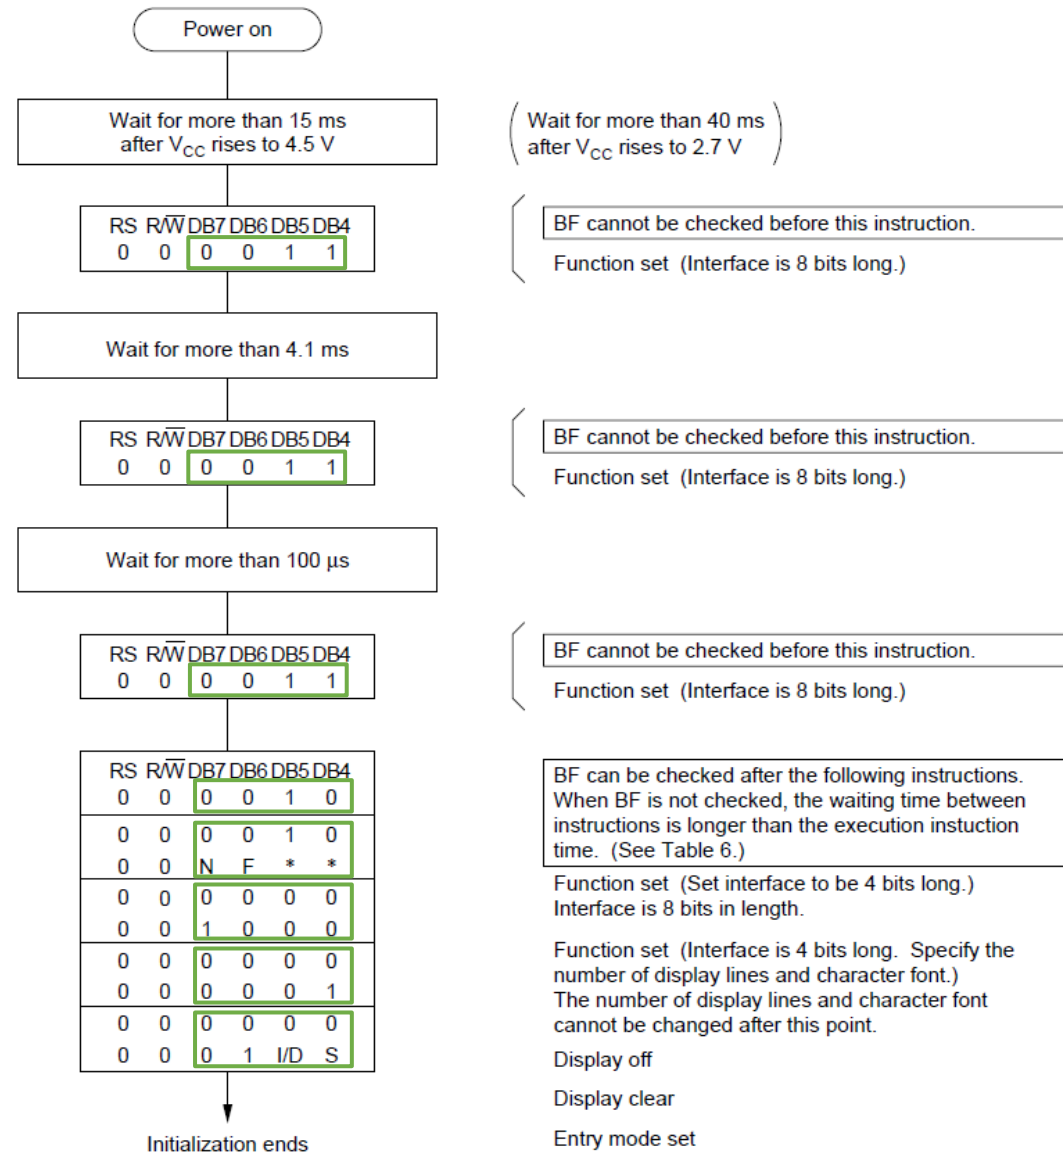 Power on
Wait for more than 15 ms
after VCC rises to 4.5 V
Wait for more than 40 ms
after VCC rises to 2.7 V
RS R/W DB7 DB6 DB5 DB4
0 0 0 0 1 1
BF cannot be checked before this instruction.
Function set (Interface is 8 bits long.)
Wait for more than 4.1 ms
RS R/W DB7 DB6 DB5 DB4
0 0 0 0 1 1
BF cannot be checked before this instruction.
Function set (Interface is 8 bits long.)
Wait for more than 100 µs
RS R/W DB7 DB6 DB5 DB4
0 0 0 0 1 1
BF cannot be checked before this instruction.
Function set (Interface is 8 bits long.)
RS R/W DB7 DB6 DB5 DB4
0 0 0 0 1 0
0 0 0 0 1 0
0 0 N F * *
0 0 0 0 0 0
0 0 1 0 0 0
0 0 0 0 0 0
0 0 0 0 0 1
0 0 0 0 0 0
0 0 0 1 I/D S
BF can be checked after the following instructions.
When BF is not checked, the waiting time between
instructions is longer than the execution instuction
time. (See Table 6.)
Function set (Set interface to be 4 bits long.)
Interface is 8 bits in length.
Function set (Interface is 4 bits long. Specify the
number of display lines and character font.)
The number of display lines and character font
cannot be changed after this point.
Display off
Display clear
Entry mode set
Initialization ends